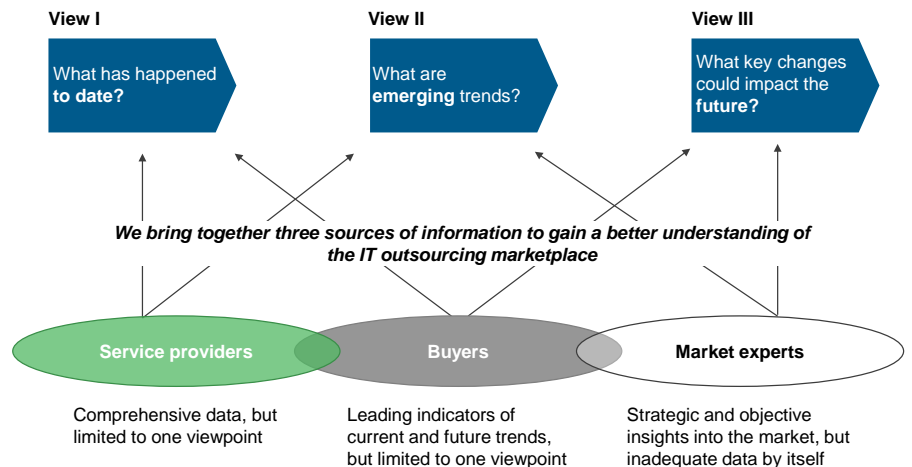 View I
View II
View III
What has happened
to date?
What are
emerging trends?
What key changes
could impact the
future?
We bring together three sources of information to gain a better understanding of
the IT outsourcing marketplace
Service providers
Buyers
Market experts
Comprehensive data, but
limited to one viewpoint
Leading indicators of
current and future trends,
but limited to one viewpoint
Strategic and objective
insights into the market, but
inadequate data by itself